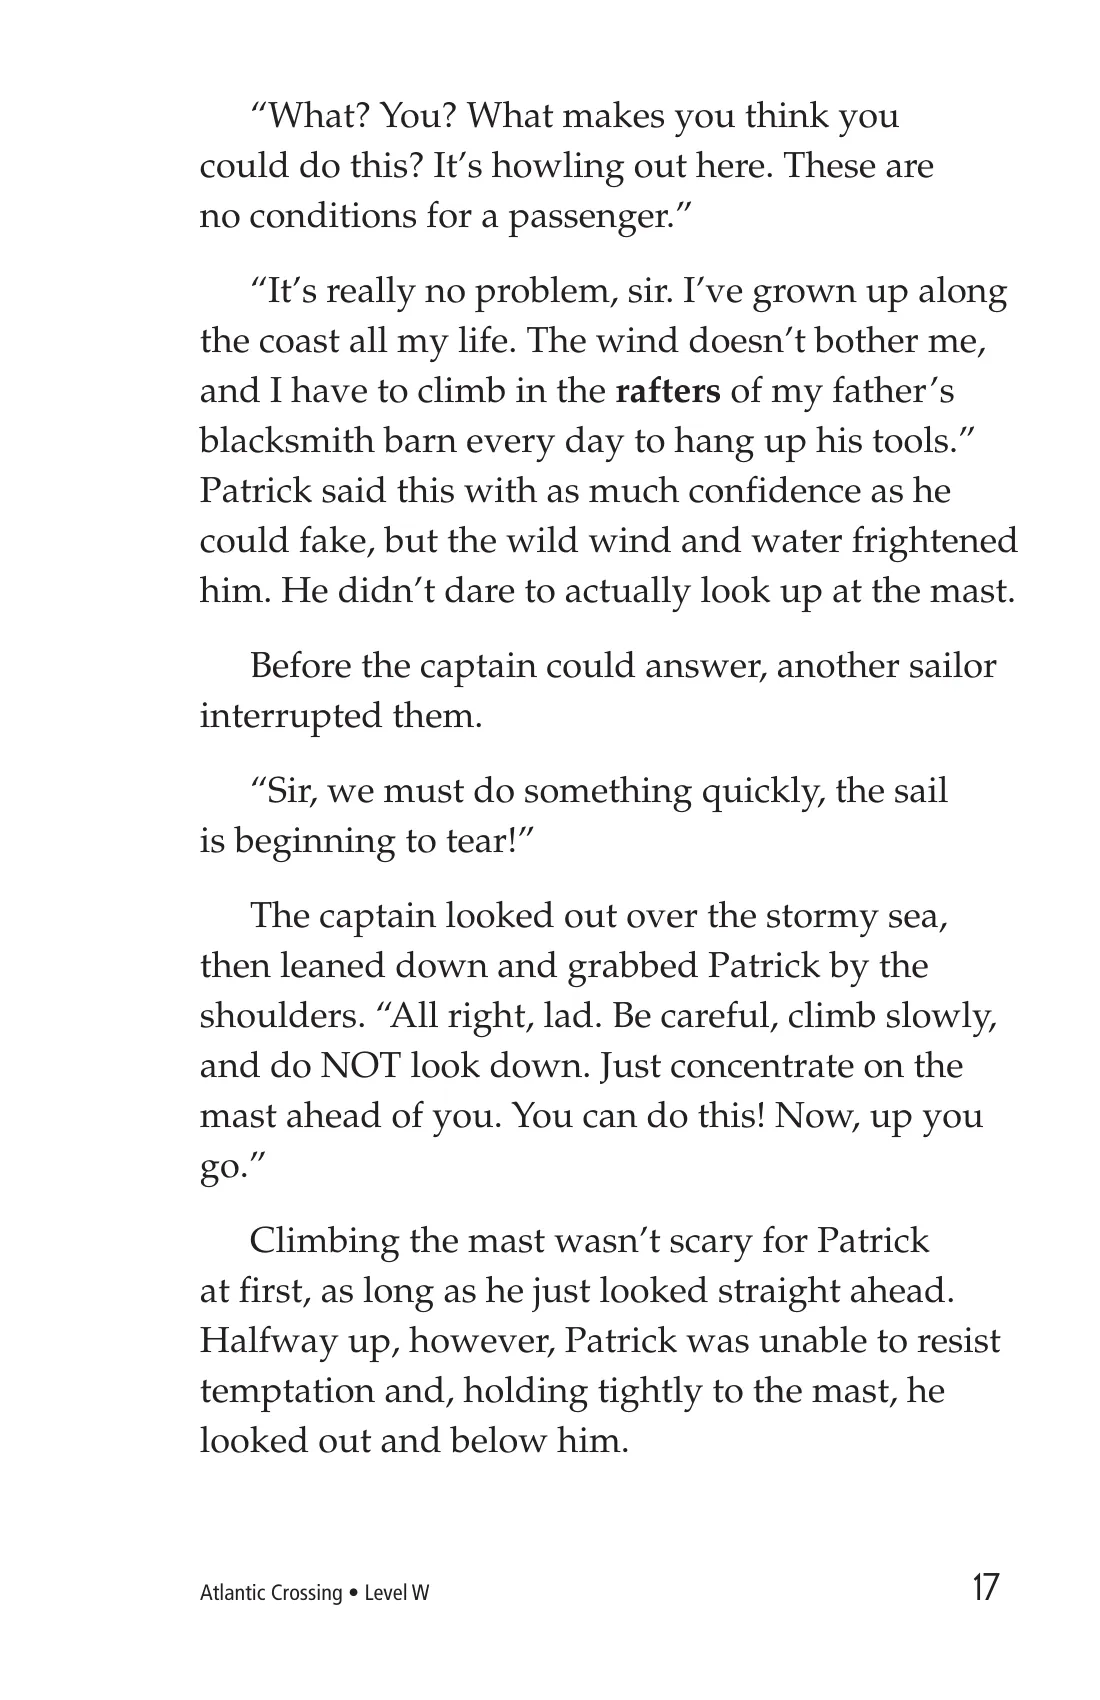 “What? You? What makes you think you
could do this? It’s howling out here. These are
no conditions for a passenger.”
“It’s really no problem, sir. I’ve grown up along
the coast all my life. The wind doesn’t bother me,
and I have to climb in the rafters of my father’s
blacksmith barn every day to hang up his tools.”
Patrick said this with as much confidence as he
could fake, but the wild wind and water frightened
him. He didn’t dare to actually look up at the mast.
Before the captain could answer, another sailor
interrupted them.
“Sir, we must do something quickly, the sail
is beginning to tear!”
The captain looked out over the stormy sea,
then leaned down and grabbed Patrick by the
shoulders. “All right, lad. Be careful, climb slowly,
and do NOT look down. Just concentrate on the
mast ahead of you. You can do this! Now, up you
go.”
Climbing the mast wasn’t scary for Patrick
at first, as long as he just looked straight ahead.
Halfway up, however, Patrick was unable to resist
temptation and, holding tightly to the mast, he
looked out and below him.
Atlantic Crossing • Level W 17